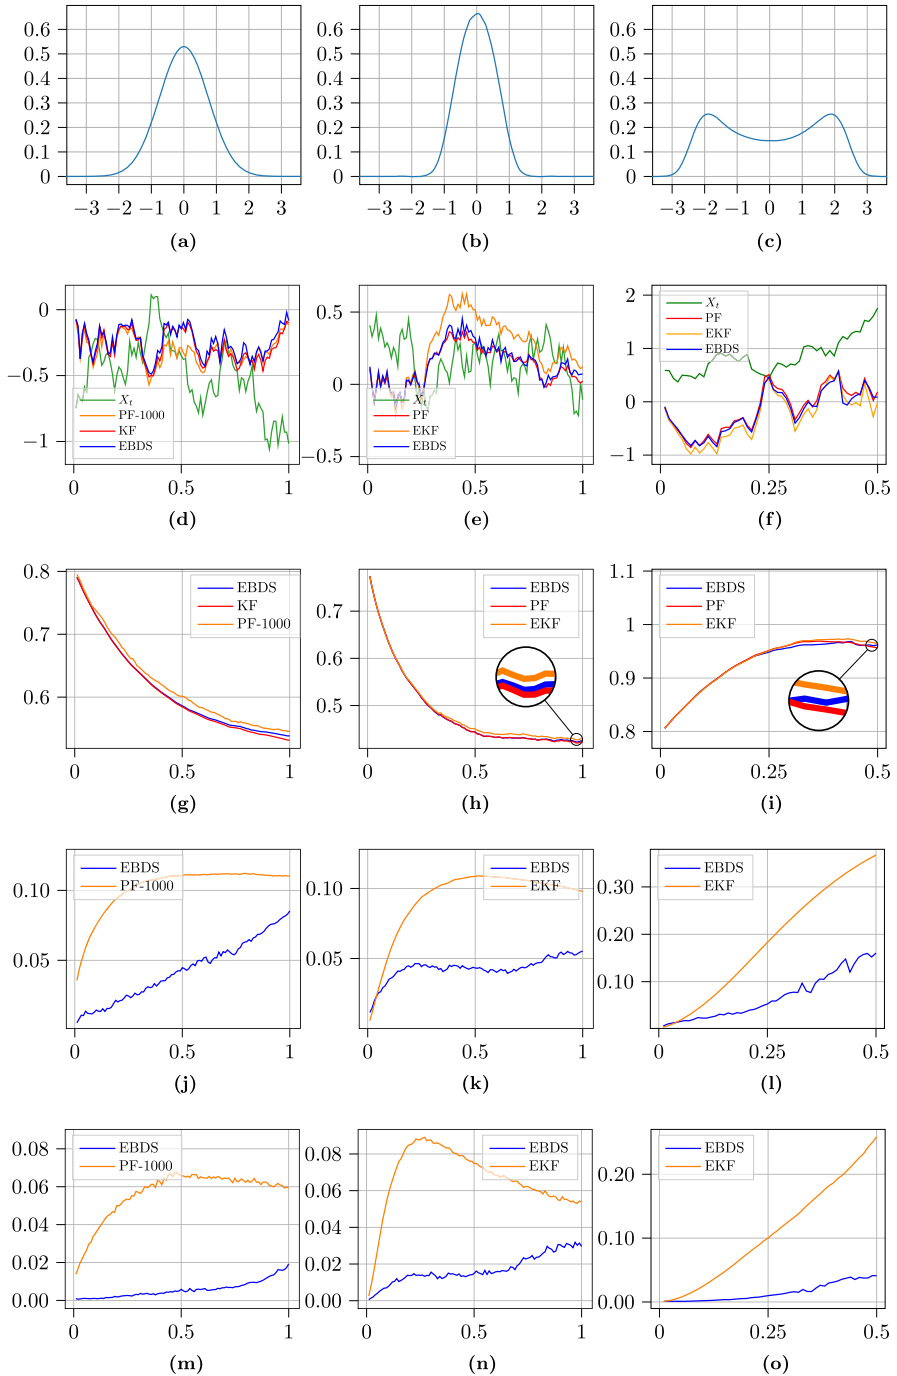 0.6
0.5
0.4
0.3
0.2
0.1
0
−3 −2 −1 0 1 2 3
(a)
0.6
0.5
0.4
0.3
0.2
0.1
0
−3 −2 −1 0 1 2 3
(b)
0.6
0.5
0.4
0.3
0.2
0.1
0
−3 −2 −1 0 1 2 3
(c)
0
−0.5
−1
X_t
PF-1000
KF
EBDS
0 0.5 1
(d)
0.5
0
−0.5
X_t
PF
EKF
EBDS
0 0.5 1
(e)
2
1
0
−1
X_t
PF
EKF
EBDS
0 0.25 0.5
(f)
0.8
0.7
0.6
EBDS
KF
PF-1000
0 0.5 1
(g)
0.7
0.6
0.5
EBDS
PF
EKF
0 0.5 1
(h)
1.1
1
0.9
0.8
EBDS
PF
EKF
0 0.25 0.5
(i)
0.10
0.05
EBDS
PF-1000
0 0.5 1
(j)
0.10
0.05
EBDS
EKF
0 0.5 1
(k)
0.30
0.20
0.10
EBDS
EKF
0 0.25 0.5
(l)
0.08
0.06
0.04
0.02
0.00
EBDS
PF-1000
0 0.5 1
(m)
0.08
0.06
0.04
0.02
0.00
EBDS
EKF
0 0.5 1
(n)
0.20
0.10
0.00
EBDS
EKF
0 0.25 0.5
(o)